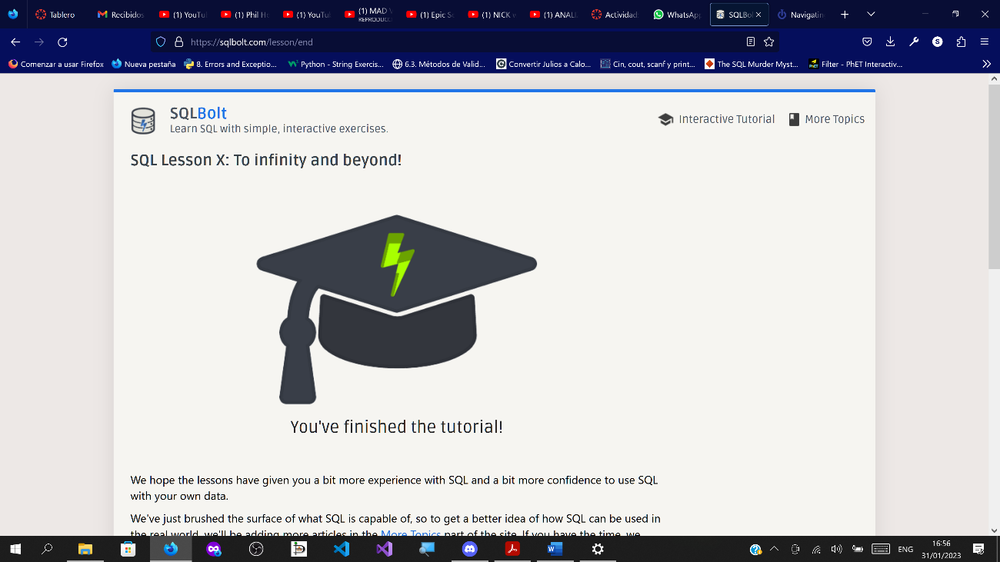 Tablero
Recibidos
(1) YouTu
(1) Phil H
(1) YouTu
(1) MAD
REPRODUCC
(1) Epic S
(1) NICK
(1) ANALI
Actividad
WhatsApp
SQLBol
Navigatin
https://sqlbolt.com/lesson/end
Comenzar a usar Firefox
Nueva pestaña
8. Errors and Exceptio...
Python - String Exercis...
6.3. Métodos de Valid...
Convertir Julios a Calo...
Cin, cout, scanf y print...
The SQL Murder Myst...
Filter - PhET Interactiv...
SQLBolt
Learn SQL with simple, interactive exercises.
Interactive Tutorial
More Topics
SQL Lesson X: To infinity and beyond!
You've finished the tutorial!
We hope the lessons have given you a bit more experience with SQL and a bit more confidence to use SQL
with your own data.
We've just brushed the surface of what SQL is capable of, so to get a better idea of how SQL can be used in
the real world, we'll be adding more articles in the More Topics part of the site. If you have the time, we
ENG
16:56
31/01/2023